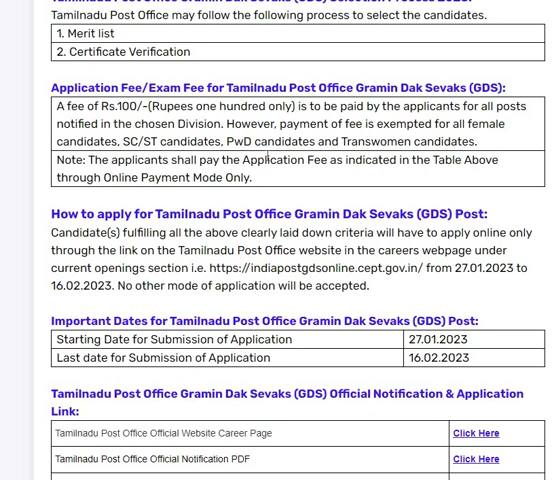 Tamilnadu Post Office Gramin Dak Sevaks (GDS) Selection Process 2023:
Tamilnadu Post Office may follow the following process to select the candidates.
1. Merit list
2. Certificate Verification
Application Fee/Exam Fee for Tamilnadu Post Office Gramin Dak Sevaks (GDS):
A fee of Rs.100/-(Rupees one hundred only) is to be paid by the applicants for all posts
notified in the chosen Division. However, payment of fee is exempted for all female
candidates, SC/ST candidates, PwD candidates and Transwomen candidates.
Note: The applicants shall pay the Application Fee as indicated in the Table Above
through Online Payment Mode Only.
How to apply for Tamilnadu Post Office Gramin Dak Sevaks (GDS) Post:
Candidate(s) fulfilling all the above clearly laid down criteria will have to apply online only
through the link on the Tamilnadu Post Office website in the careers webpage under
current openings section i.e. https://indiapostgdsonline.cept.gov.in/ from 27.01.2023 to
16.02.2023. No other mode of application will be accepted.
Important Dates for Tamilnadu Post Office Gramin Dak Sevaks (GDS) Post:
Starting Date for Submission of Application 27.01.2023
Last date for Submission of Application 16.02.2023
Tamilnadu Post Office Gramin Dak Sevaks (GDS) Official Notification & Application
Link:
Tamilnadu Post Office Official Website Career Page Click Here
Tamilnadu Post Office Official Notification PDF Click Here